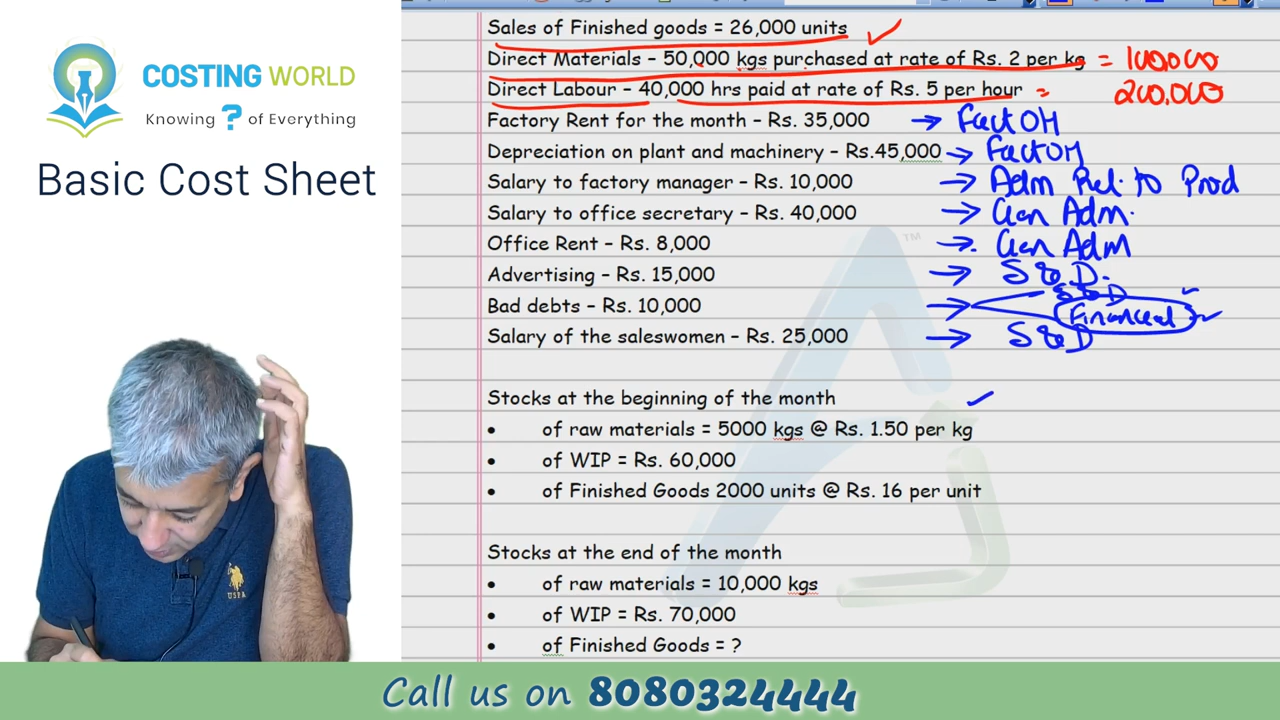 COSTING WORLD
Knowing ? of Everything
Basic Cost Sheet
Sales of Finished goods = 26,000 units
Direct Materials – 50,000 kgs purchased at rate of Rs. 2 per kg = 100,000
Direct Labour – 40,000 hrs paid at rate of Rs. 5 per hour = 200,000
Factory Rent for the month – Rs. 35,000 → Fact OH
Depreciation on plant and machinery – Rs.45,000 → Fact OH
Salary to factory manager – Rs. 10,000 → Adm Rel. to Prod
Salary to office secretary – Rs. 40,000 → Gen Adm.
Office Rent – Rs. 8,000 → Gen Adm
Advertising – Rs. 15,000 → S & D.
S & D
Bad debts – Rs. 10,000 → Financial
Salary of the saleswomen – Rs. 25,000 → S & D
Stocks at the beginning of the month
• of raw materials = 5000 kgs @ Rs. 1.50 per kg
• of WIP = Rs. 60,000
• of Finished Goods 2000 units @ Rs. 16 per unit
Stocks at the end of the month
• of raw materials = 10,000 kgs
• of WIP = Rs. 70,000
• of Finished Goods = ?
TM
USPA
Call us on 8080324444